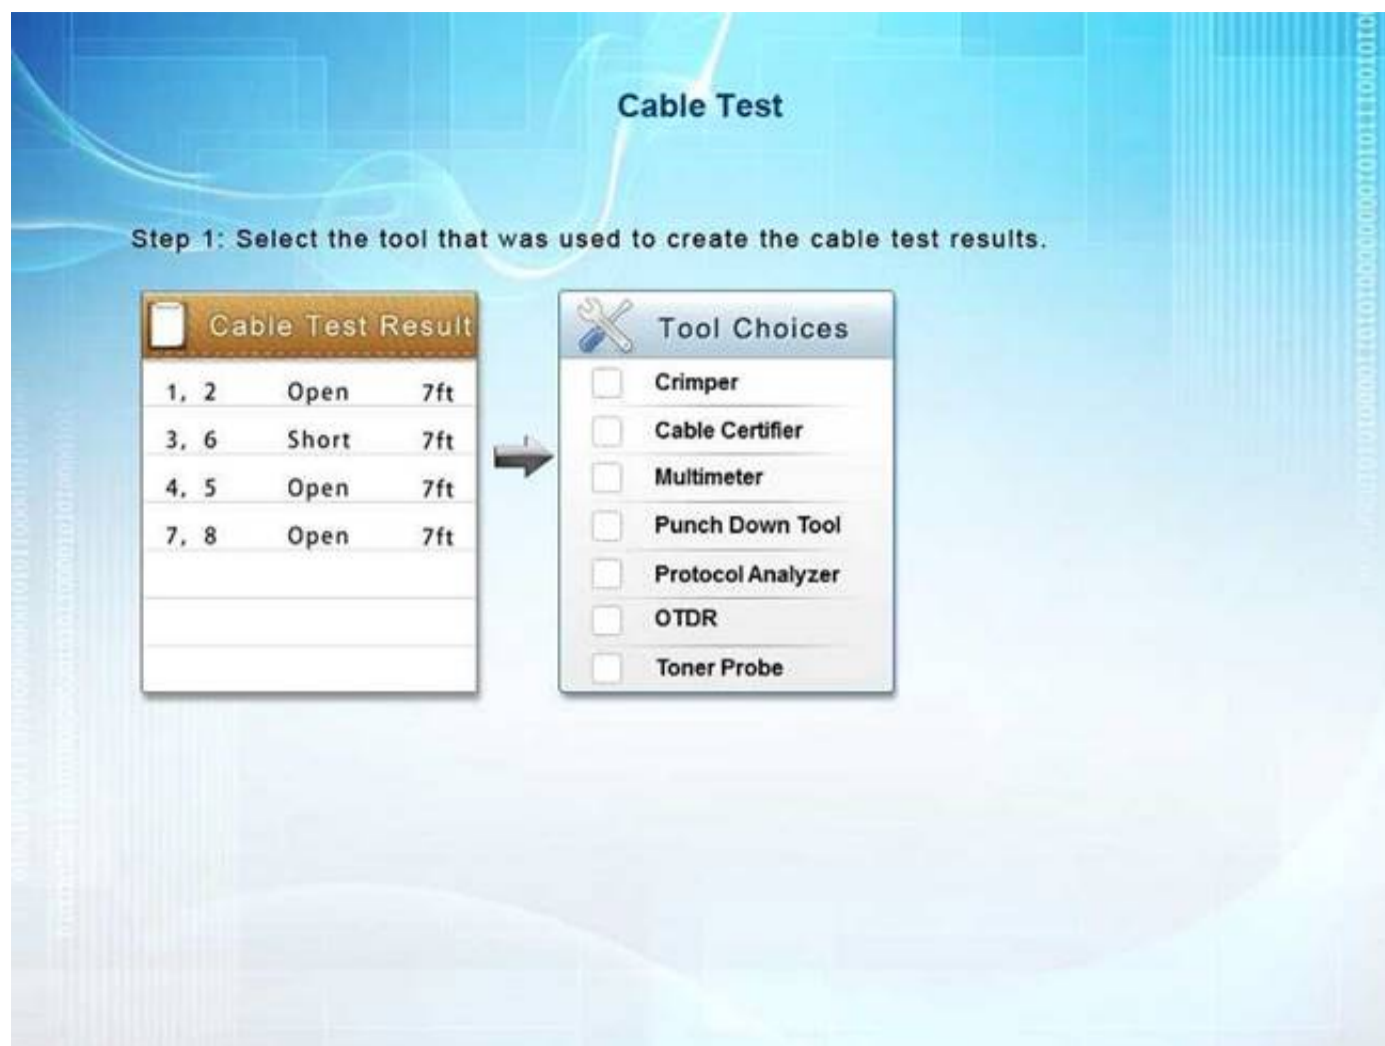 Cable Test
Step 1: Select the tool that was used to create the cable test results.
Cable Test Result
1, 2 Open 7ft
3, 6 Short 7ft
4, 5 Open 7ft
7, 8 Open 7ft
Tool Choices
Crimper
Cable Certifier
Multimeter
Punch Down Tool
Protocol Analyzer
OTDR
Toner Probe